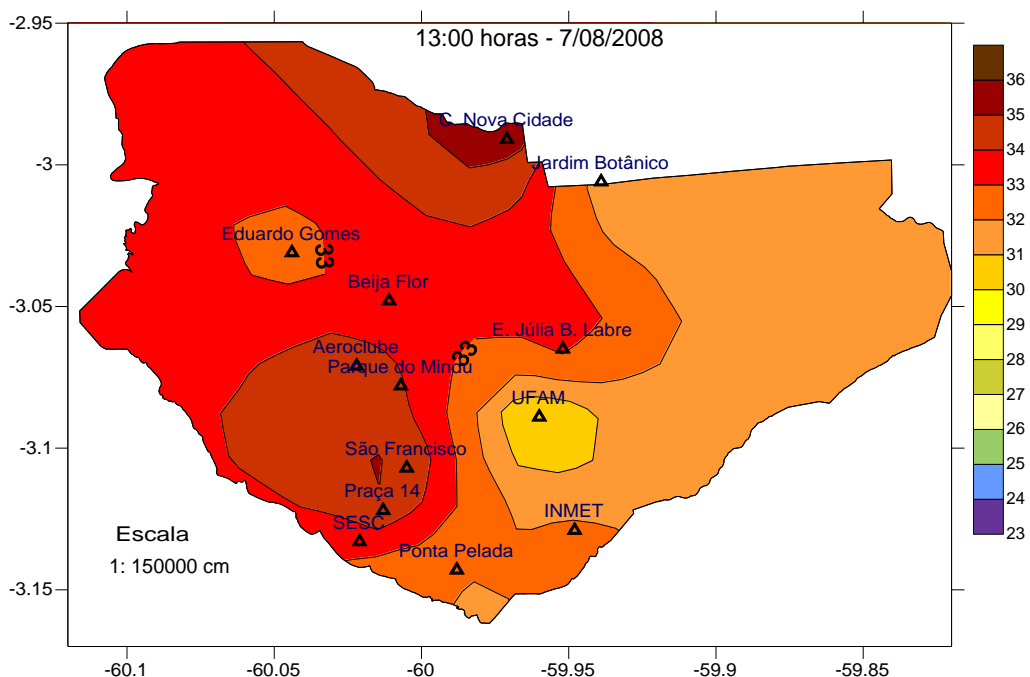 -2.95
13:00 horas - 7/08/2008
36
C. Nova Cidade
35
34
-3
Jardim Botânico
33
32
Eduardo Gomes
33
31
Beija Flor
30
-3.05
29
E. Júlia B. Labre
Aeroclube
33
28
Parque do Mindu
UFAM
27
26
-3.1
São Francisco
25
Praça 14
24
INMET
SESC
23
Escala
Ponta Pelada
1: 150000 cm
-3.15
-60.1
-60.05
-60
-59.95
-59.9
-59.85